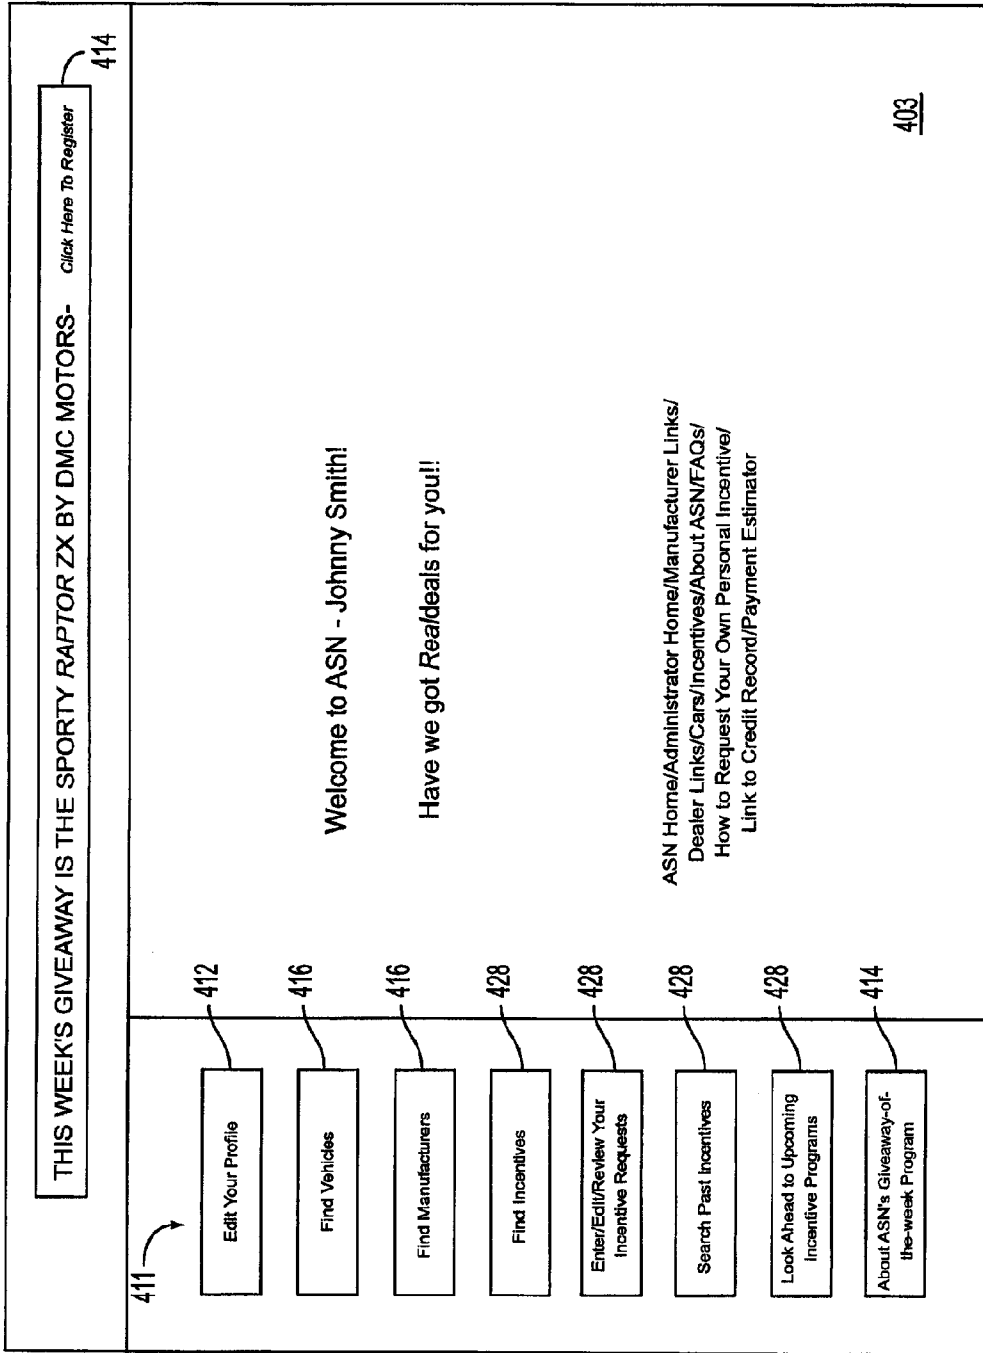 THIS WEEK'S GIVEAWAY IS THE SPORTY RAPTOR ZX BY DMC MOTORS- Click Here To Register
414
411
Edit Your Profile
412
Find Vehicles
416
Find Manufacturers
416
Find Incentives
428
Enter/Edit/Review Your
Incentive Requests
428
Search Past Incentives
428
Look Ahead to Upcoming
Incentive Programs
428
About ASN's Giveaway-of-
the-week Program
414
Welcome to ASN - Johnny Smith!
Have we got Realdeals for you!!
ASN Home/Administrator Home/Manufacturer Links/
Dealer Links/Cars/Incentives/About ASN/FAQs/
How to Request Your Own Personal Incentive/
Link to Credit Record/Payment Estimator
403